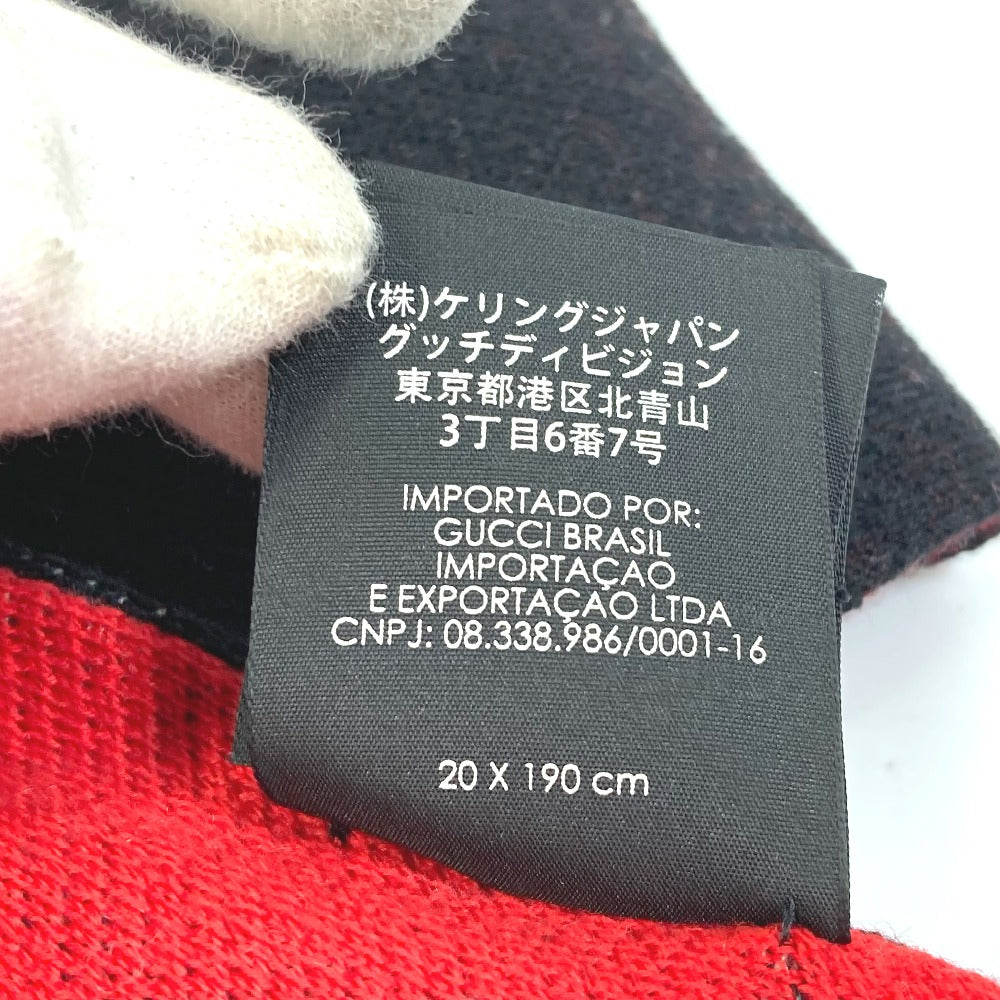 (株)ケリングジャパン
グッチディビジョン
東京都港区北青山
3丁目6番7号
IMPORTADO POR:
GUCCI BRASIL
IMPORTAÇAO
E EXPORTAÇAO LTDA
CNPJ: 08.338.986/0001-16
20 X 190 cm